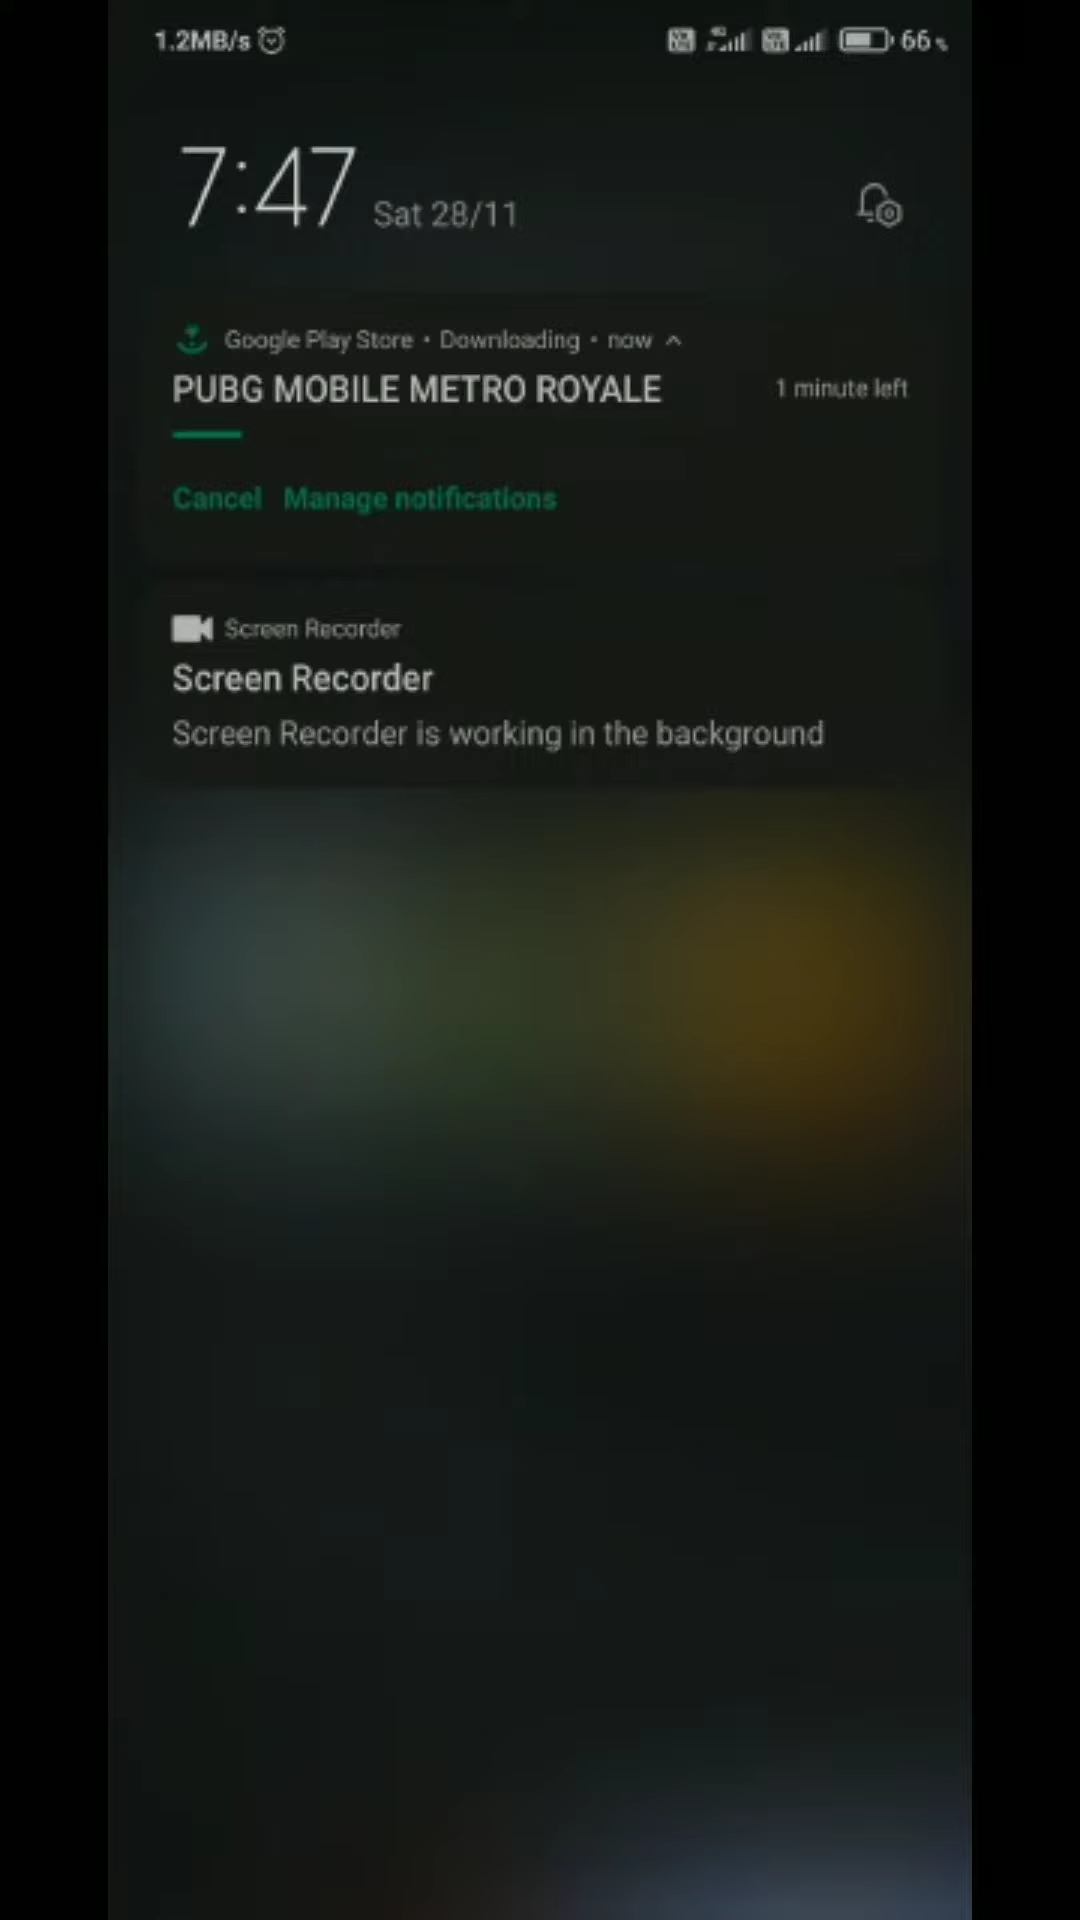 1.2MB/s 66
7:47 Sat 28/11
Google Play Store • Downloading • now
PUBG MOBILE METRO ROYALE 1 minute left
Cancel Manage notifications
Screen Recorder
Screen Recorder
Screen Recorder is working in the background